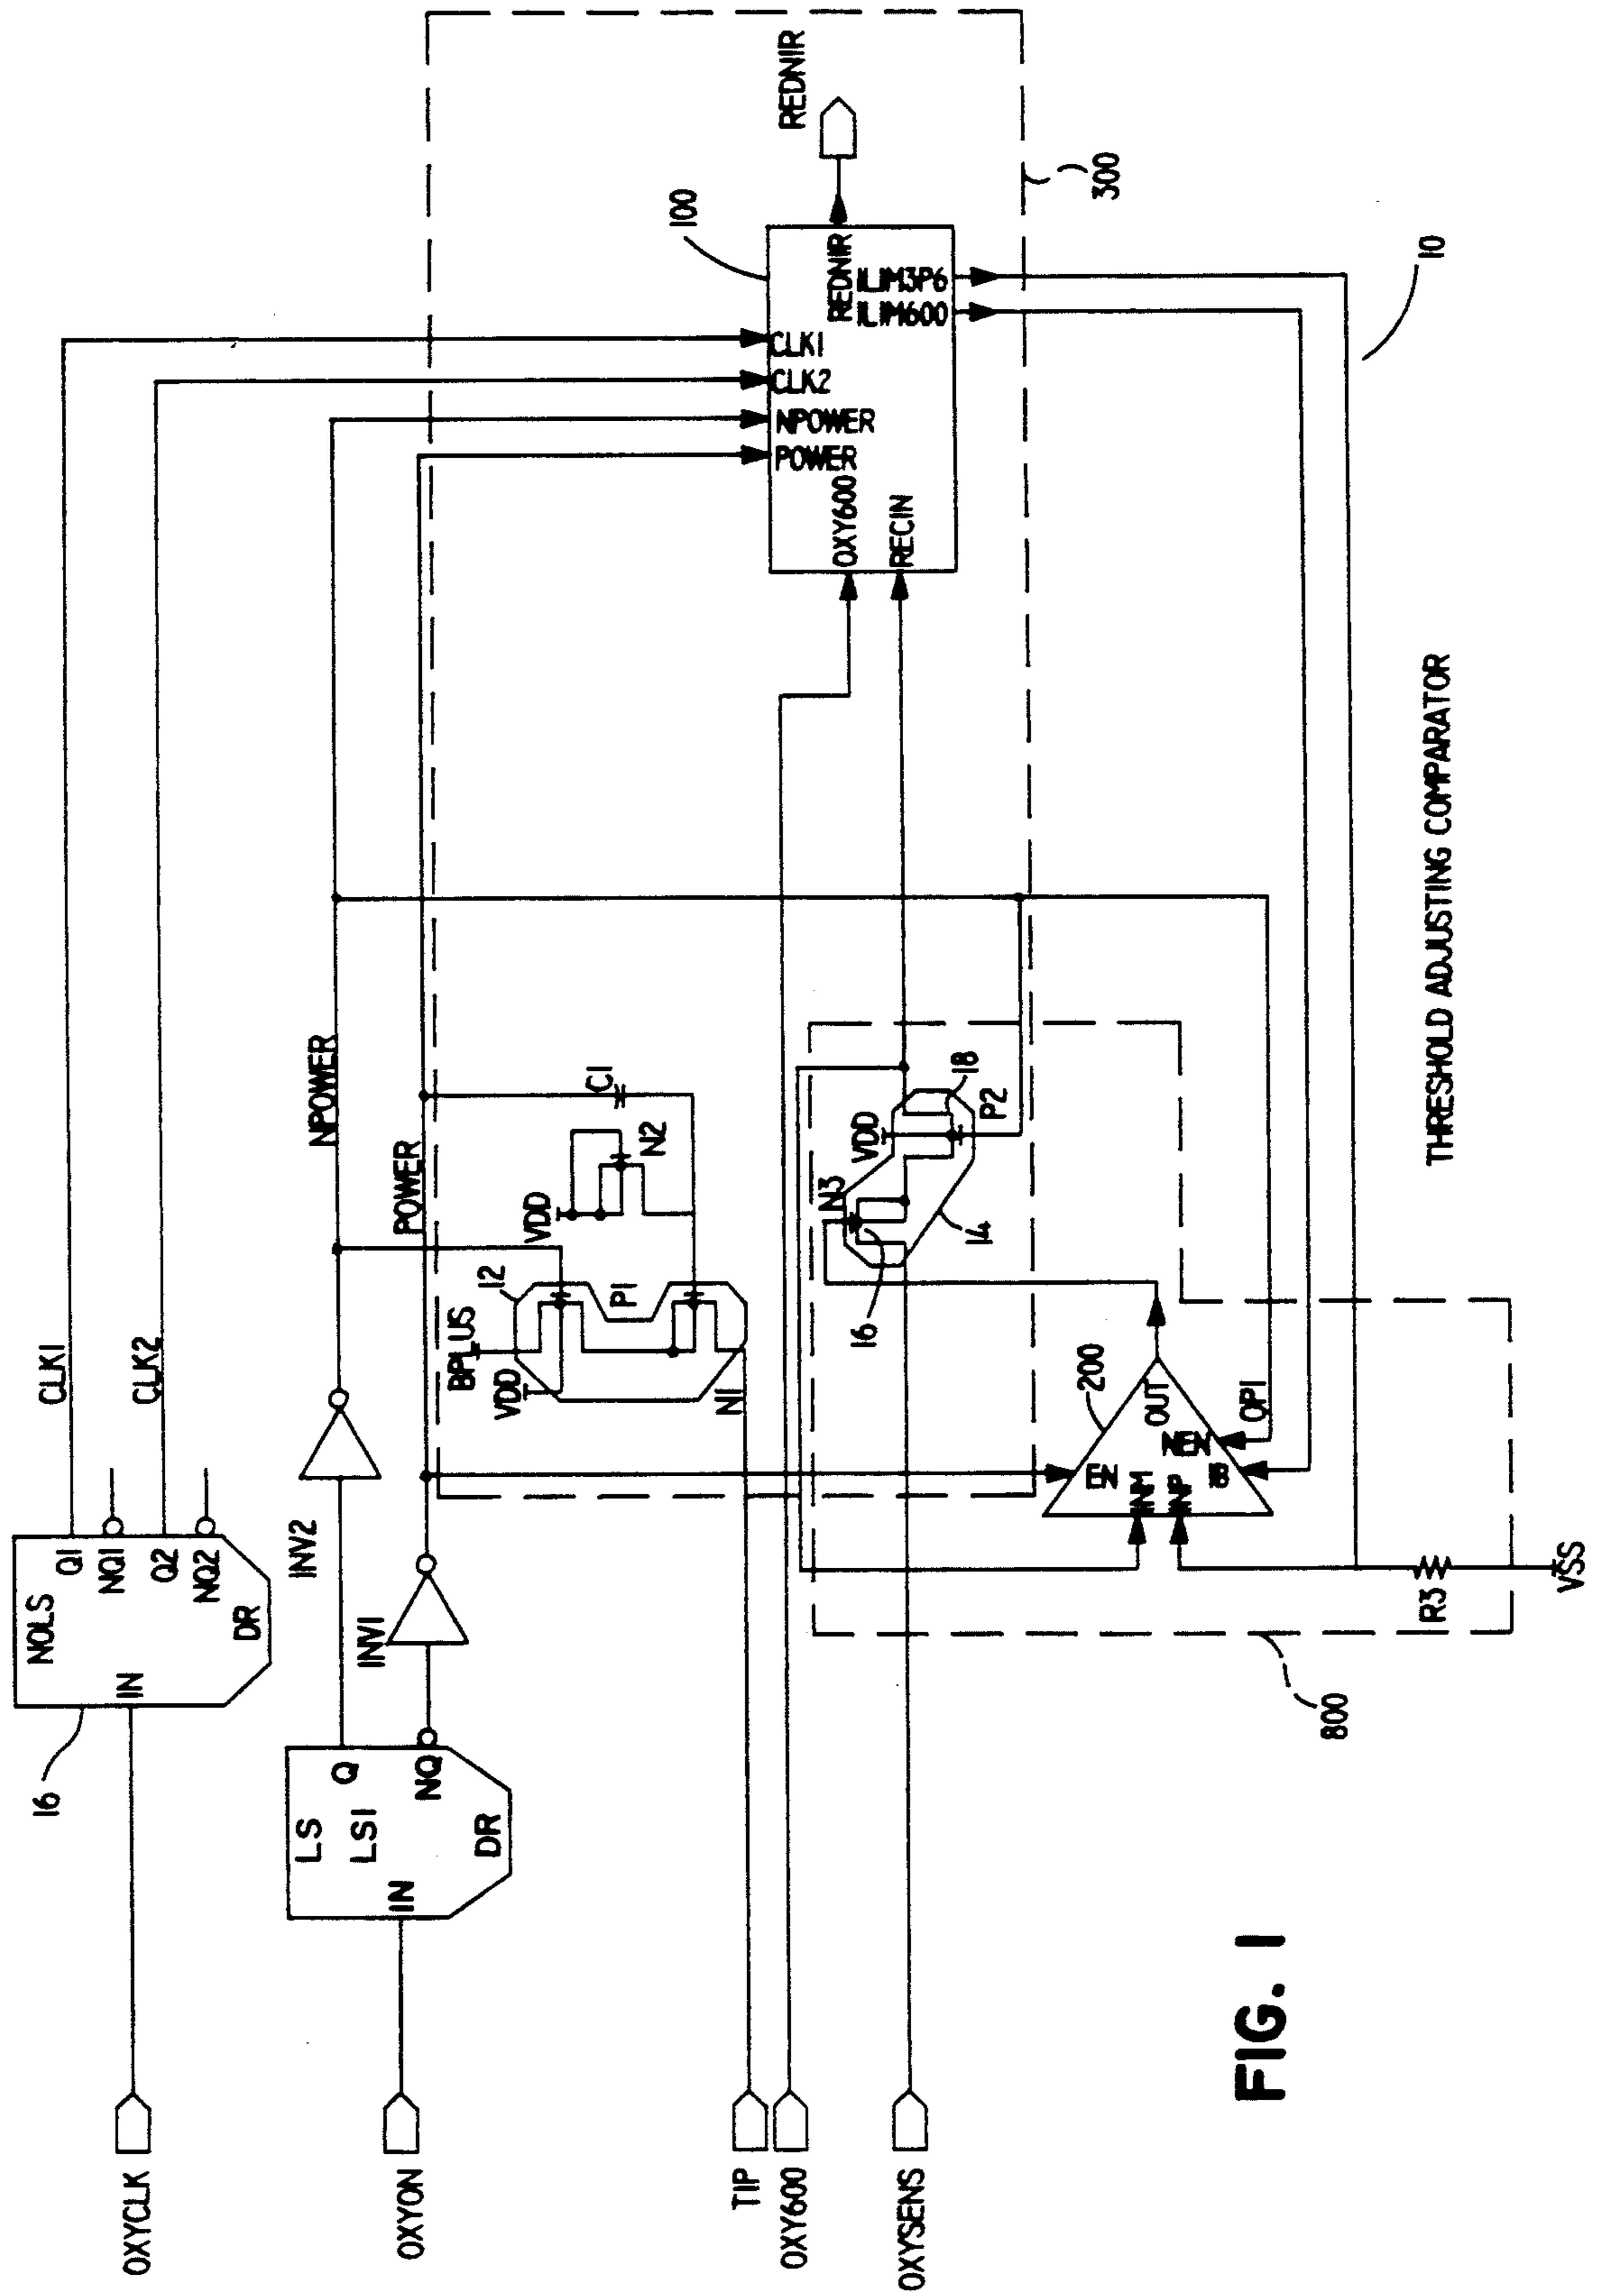 REDNIR
300
100
10
REDNIR
ILIM3P6
ILIM600
CLK1
CLK2
NPOWER
POWER
OXY600
RECIN
THRESHOLD ADJUSTING COMPARATOR
NPOWER
POWER
C1
N2
VDD
VDD
18
P2
N3
14
16
12
P1
BPLUS
VDD
N1
CLK1
CLK2
200
OUT
OP1
NEN
EN
IB
INM
INP
R3
VSS
800
INV2
INV1
NOLS
Q1
NQ1
Q2
NQ2
DR
IN
16
LS
LS1
Q
NQ
DR
IN
OXYCLK
OXYON
TIP
OXY600
OXYSENS
FIG. 1